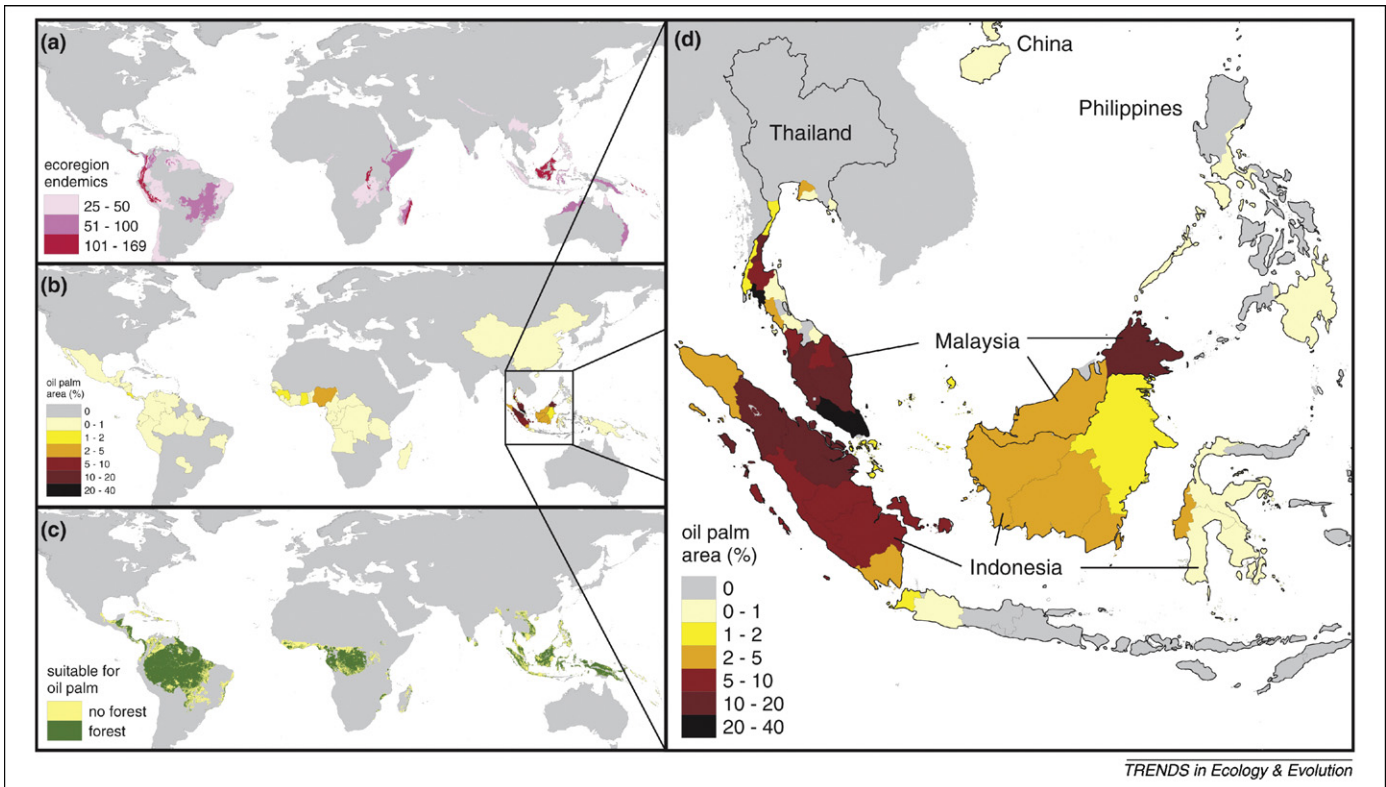 (a)
ecoregion
endemics
25 - 50
51 - 100
101 - 169
(b)
oil palm
area (%)
0
0 - 1
1 - 2
2 - 5
5 - 10
10 - 20
20 - 40
(c)
suitable for
oil palm
no forest
forest
(d)
China
Philippines
Thailand
Malaysia
Indonesia
oil palm
area (%)
0
0 - 1
1 - 2
2 - 5
5 - 10
10 - 20
20 - 40
TRENDS in Ecology & Evolution